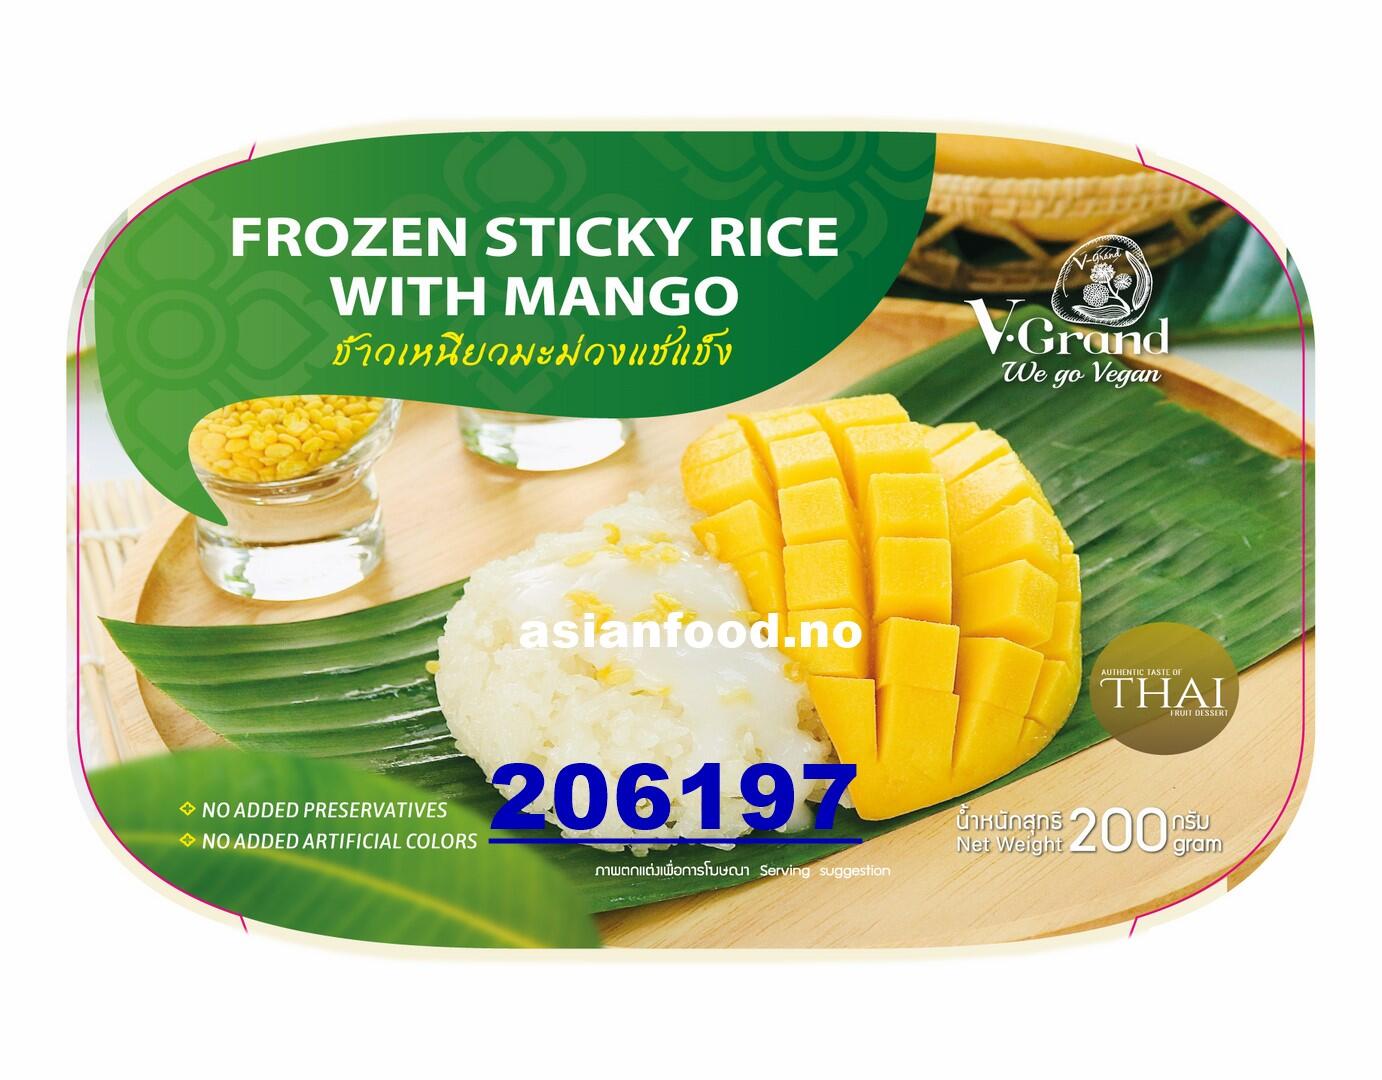 FROZEN STICKY RICE
WITH MANGO
ข้าวเหนียวมะม่วงแช่แข็ง
V-Grand
V-Grand
We go Vegan
asianfood.no
AUTHENTIC TASTE OF
THAI
FRUIT DESSERT
206197
NO ADDED PRESERVATIVES
NO ADDED ARTIFICIAL COLORS
น้ำหนักสุทธิ 200 กรัม
Net Weight gram
ภาพตกแต่งเพื่อการโฆษณา Serving suggestion